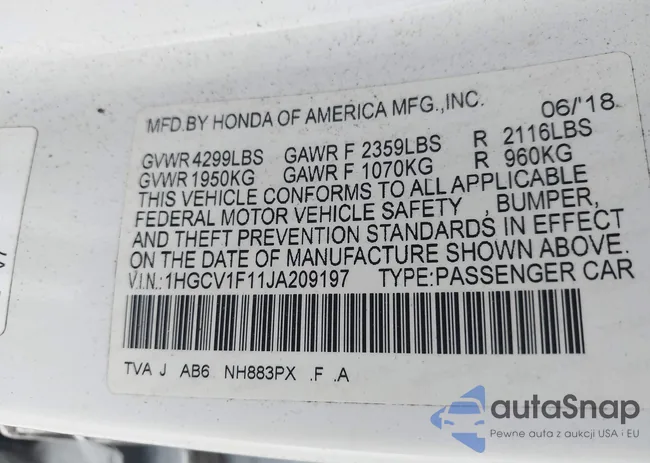 MFD.BY HONDA OF AMERICA MFG.,INC. 06/'18
GVWR 4299LBS GAWR F 2359LBS R 2116LBS
GVWR 1950KG GAWR F 1070KG R 960KG
THIS VEHICLE CONFORMS TO ALL APPLICABLE
FEDERAL MOTOR VEHICLE SAFETY , BUMPER,
AND THEFT PREVENTION STANDARDS IN EFFECT
ON THE DATE OF MANUFACTURE SHOWN ABOVE.
V.I.N.:1HGCV1F11JA209197 TYPE:PASSENGER CAR
TVA J AB6 NH883PX .F .A
autaSnap
Pewne auta z aukcji USA i EU